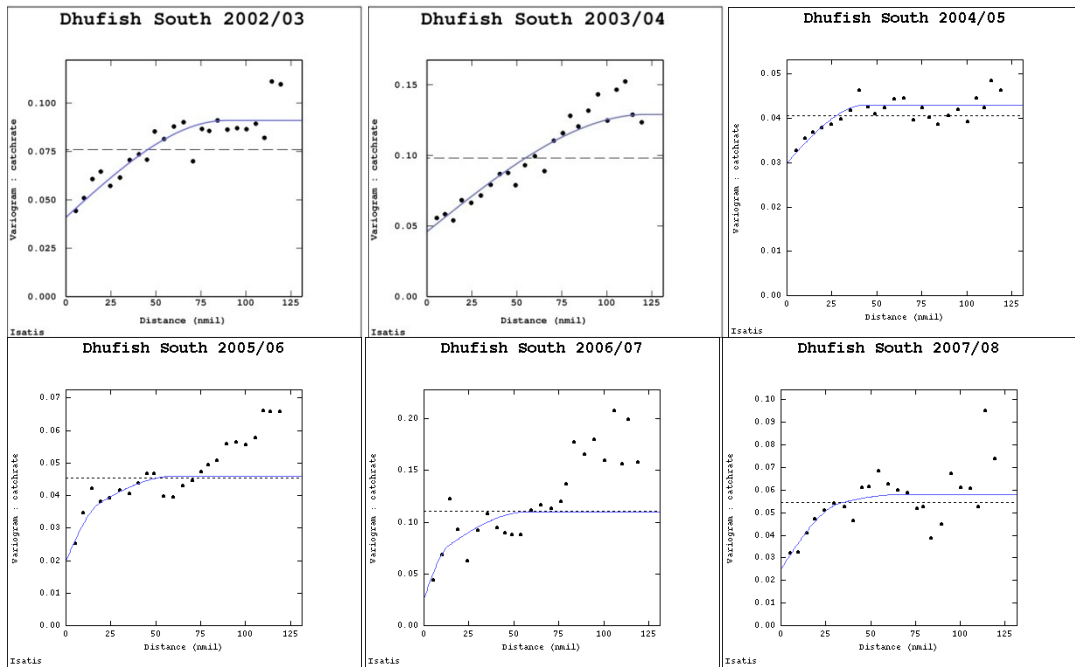 Dhufish South 2002/03
Variogram : catchrate
0.100
0.075
0.050
0.025
0.000
0 25 50 75 100 125
Distance (nmil)
Isatis
Dhufish South 2003/04
Variogram : catchrate
0.15
0.10
0.05
0.00
0 25 50 75 100 125
Distance (nmil)
Isatis
Dhufish South 2004/05
Variogram : catchrate
0.05
0.04
0.03
0.02
0.01
0.00
0 25 50 75 100 125
Distance (nmil)
Isatis
Dhufish South 2005/06
Variogram : catchrate
0.07
0.06
0.05
0.04
0.03
0.02
0.01
0.00
0 25 50 75 100 125
Distance (nmil)
Isatis
Dhufish South 2006/07
Variogram : catchrate
0.20
0.15
0.10
0.05
0.00
0 25 50 75 100 125
Distance (nmil)
Isatis
Dhufish South 2007/08
Variogram : catchrate
0.10
0.09
0.08
0.07
0.06
0.05
0.04
0.03
0.02
0.01
0.00
0 25 50 75 100 125
Distance (nmil)
Isatis